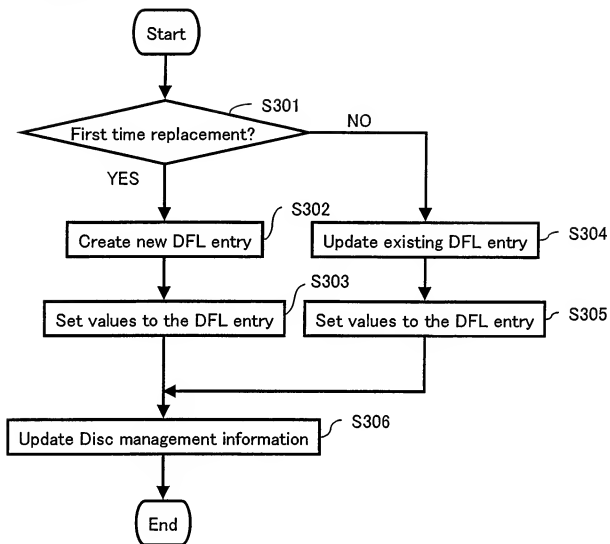 Start
S301
First time replacement?
NO
YES
S302
Create new DFL entry
Update existing DFL entry
S304
S303
Set values to the DFL entry
Set values to the DFL entry
S305
Update Disc management information
S306
End